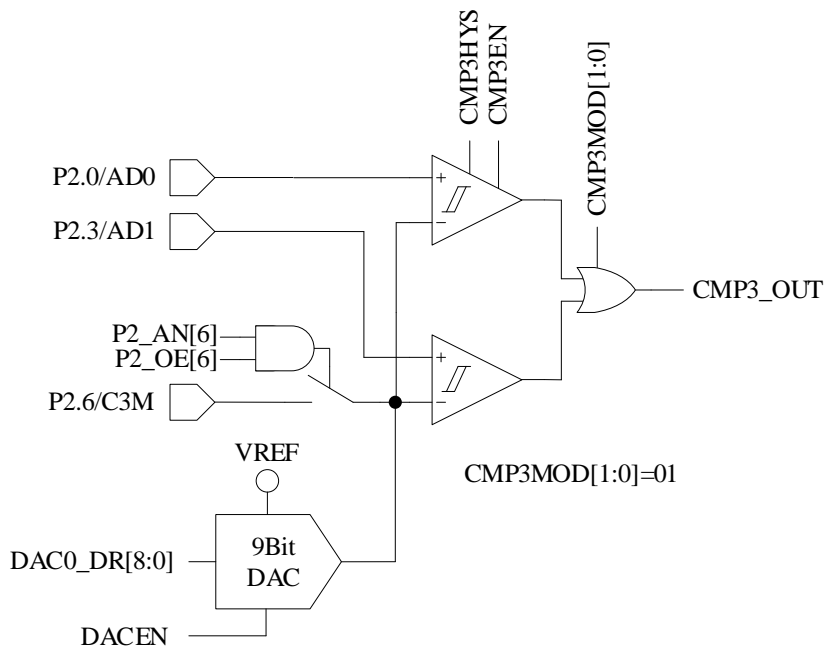 CMP3HYS
CMP3EN
CMP3MOD[1:0]
P2.0/AD0
+
−
P2.3/AD1
CMP3_OUT
P2_AN[6]
P2_OE[6]
+
−
P2.6/C3M
VREF
CMP3MOD[1:0]=01
DAC0_DR[8:0]
9Bit
DAC
DACEN